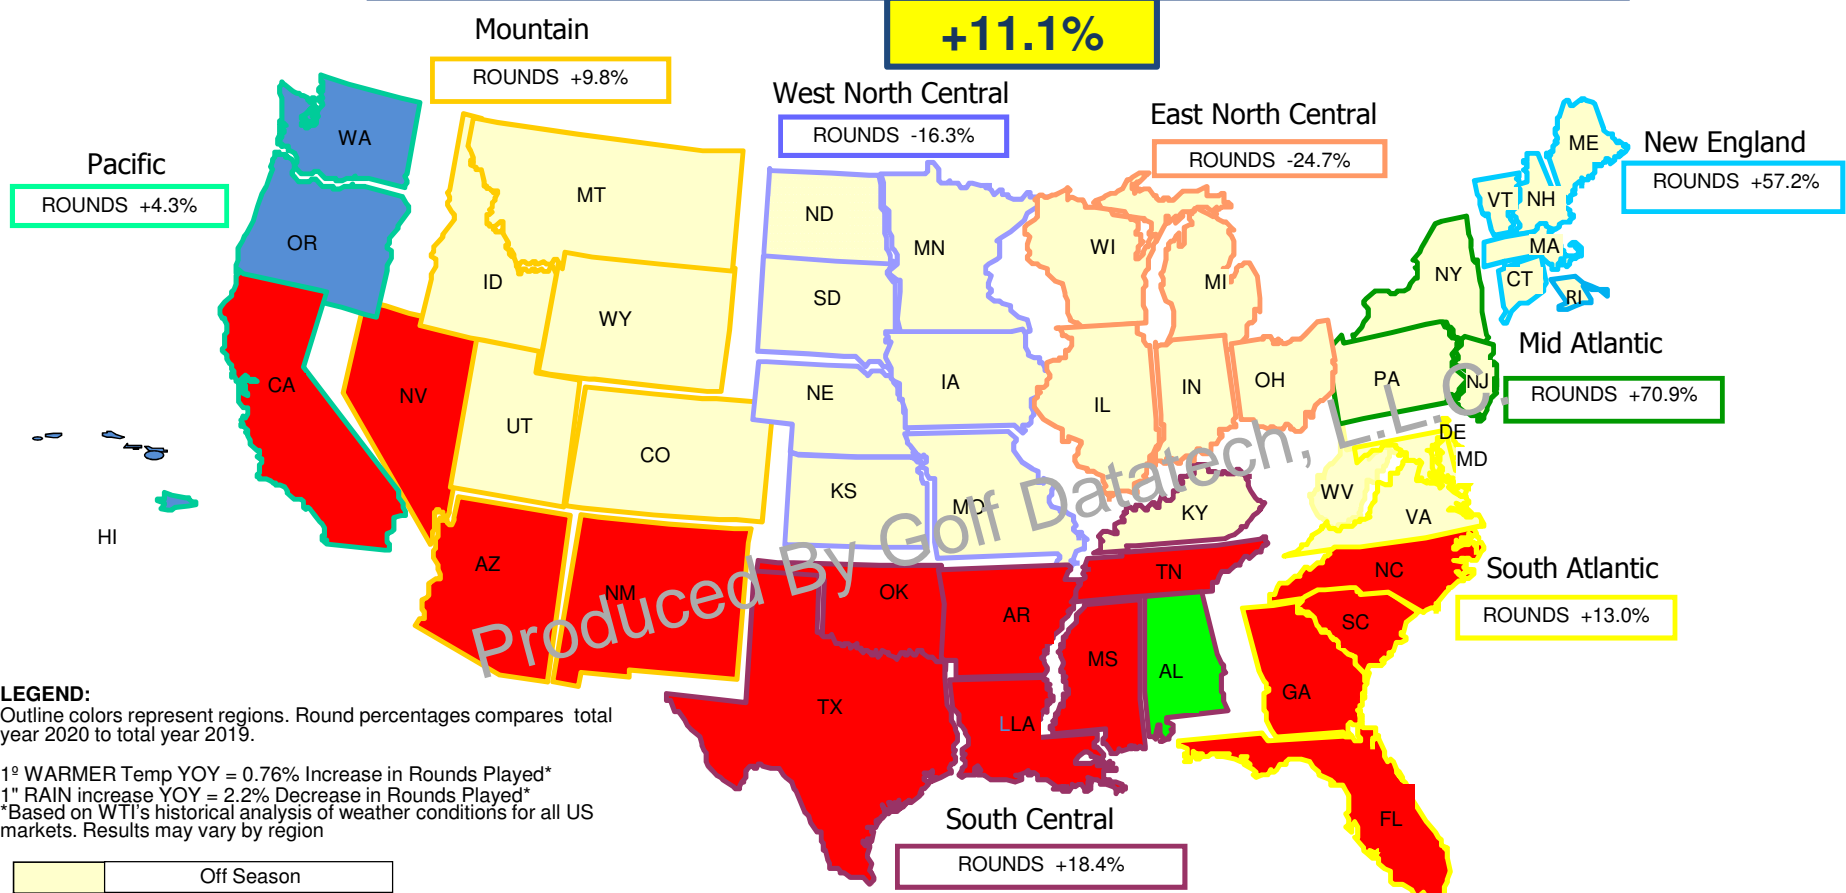 +11.1%
Mountain
ROUNDS +9.8%
West North Central
ROUNDS -16.3%
East North Central
ROUNDS -24.7%
New England
ROUNDS +57.2%
Pacific
ROUNDS +4.3%
Mid Atlantic
ROUNDS +70.9%
South Atlantic
ROUNDS +13.0%
South Central
ROUNDS +18.4%
WA
OR
CA
HI
MT
ID
WY
NV
UT
CO
AZ
NM
ND
SD
NE
KS
MN
IA
MO
WI
MI
IL
IN
OH
KY
TN
OK
AR
TX
LLA
MS
AL
ME
VT
NH
MA
CT
RI
NY
PA
NJ
DE
MD
WV
VA
NC
SC
GA
FL
Produced By Golf Datatech, L.L.C.
LEGEND:
Outline colors represent regions. Round percentages compares total
year 2020 to total year 2019.
1º WARMER Temp YOY = 0.76% Increase in Rounds Played*
1" RAIN increase YOY = 2.2% Decrease in Rounds Played*
*Based on WTI's historical analysis of weather conditions for all US
markets. Results may vary by region
Off Season